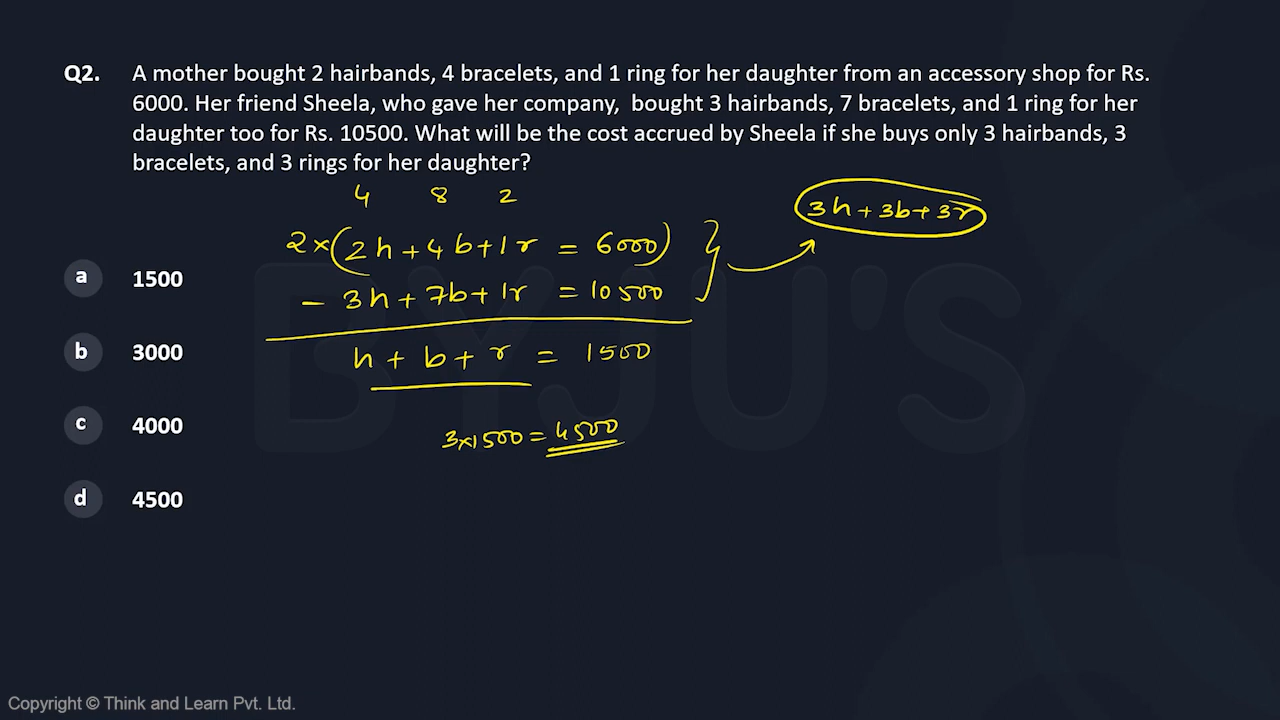 Q2. A mother bought 2 hairbands, 4 bracelets, and 1 ring for her daughter from an accessory shop for Rs.
6000. Her friend Sheela, who gave her company, bought 3 hairbands, 7 bracelets, and 1 ring for her
daughter too for Rs. 10500. What will be the cost accrued by Sheela if she buys only 3 hairbands, 3
bracelets, and 3 rings for her daughter?
4 8 2
3h+3b+3r
2×(2h+4b+1r = 6000)
a 1500
- 3h+7b+1r = 10500
b 3000
h + b + r = 1500
c 4000
3×1500 = 4500
d 4500
BYJU'S
Copyright © Think and Learn Pvt. Ltd.